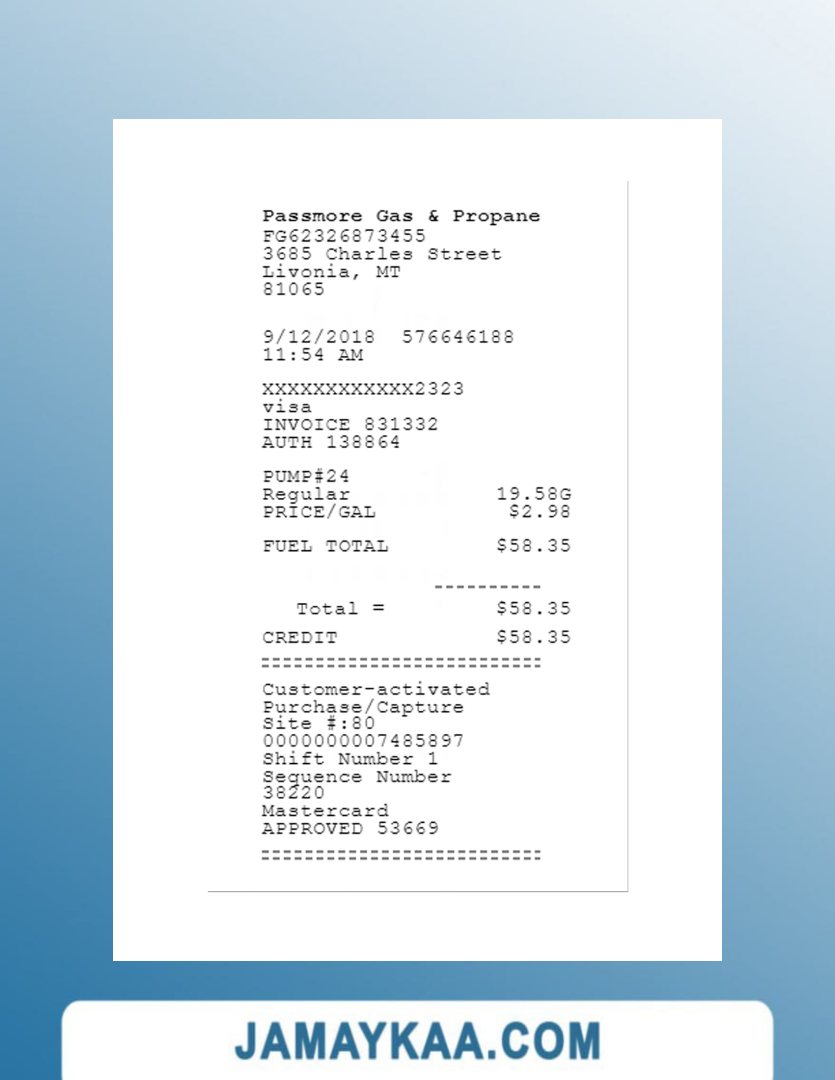 Passmore Gas & Propane
FG62326873455
3685 Charles Street
Livonia, MT
81065
9/12/2018 576646188
11:54 AM
XXXXXXXXXXXX2323
visa
INVOICE 831332
AUTH 138864
PUMP#24
Regular 19.58G
PRICE/GAL $2.98
FUEL TOTAL $58.35
----------
Total = $58.35
CREDIT $58.35
==========================
Customer-activated
Purchase/Capture
Site #:80
0000000007485897
Shift Number 1
Sequence Number
38220
Mastercard
APPROVED 53669
==========================
JAMAYKAA.COM